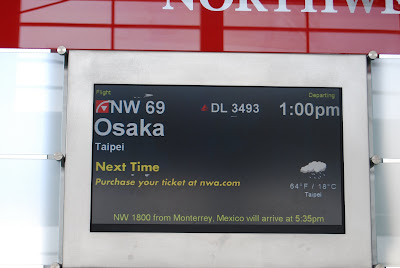 NORTHWE
Flight Departing
NW 69 DL 3493 1:00pm
Osaka
Taipei
Next Time
Purchase your ticket at nwa.com
64°F / 18°C
Taipei
NW 1800 from Monterrey, Mexico will arrive at 5:35pm